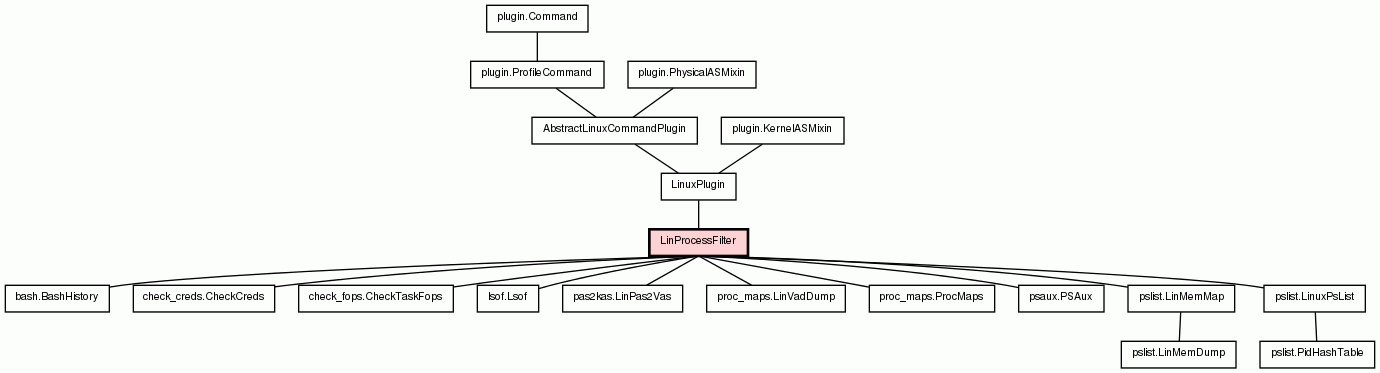 plugin.Command
plugin.ProfileCommand
plugin.PhysicalASMixin
AbstractLinuxCommandPlugin
plugin.KernelASMixin
LinuxPlugin
LinProcessFilter
bash.BashHistory
check_creds.CheckCreds
check_fops.CheckTaskFops
lsof.Lsof
pas2kas.LinPas2Vas
proc_maps.LinVadDump
proc_maps.ProcMaps
psaux.PSAux
pslist.LinMemMap
pslist.LinuxPsList
pslist.LinMemDump
pslist.PidHashTable